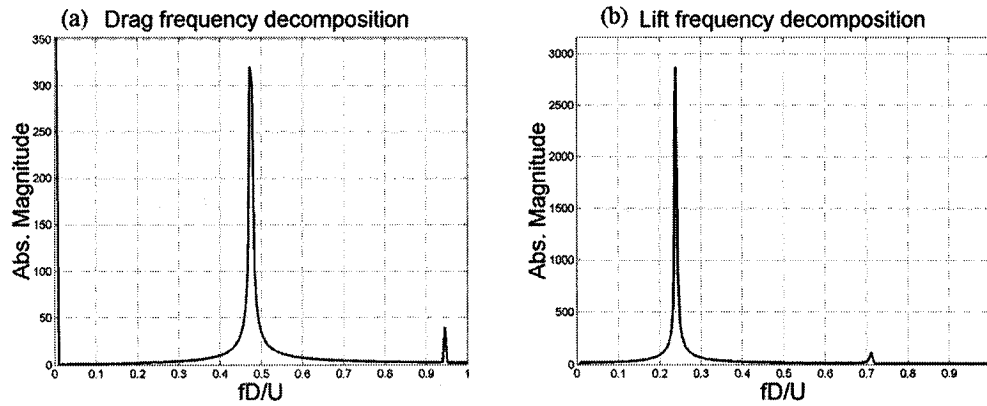 (a) Drag frequency decomposition
350
300
250
200
150
100
50
0
Abs. Magnitude
0 0.1 0.2 0.3 0.4 0.5 0.6 0.7 0.8 0.9 1
fD/U
(b) Lift frequency decomposition
3000
2500
2000
1500
1000
500
0
Abs. Magnitude
0 0.1 0.2 0.3 0.4 0.5 0.6 0.7 0.8 0.9
fD/U